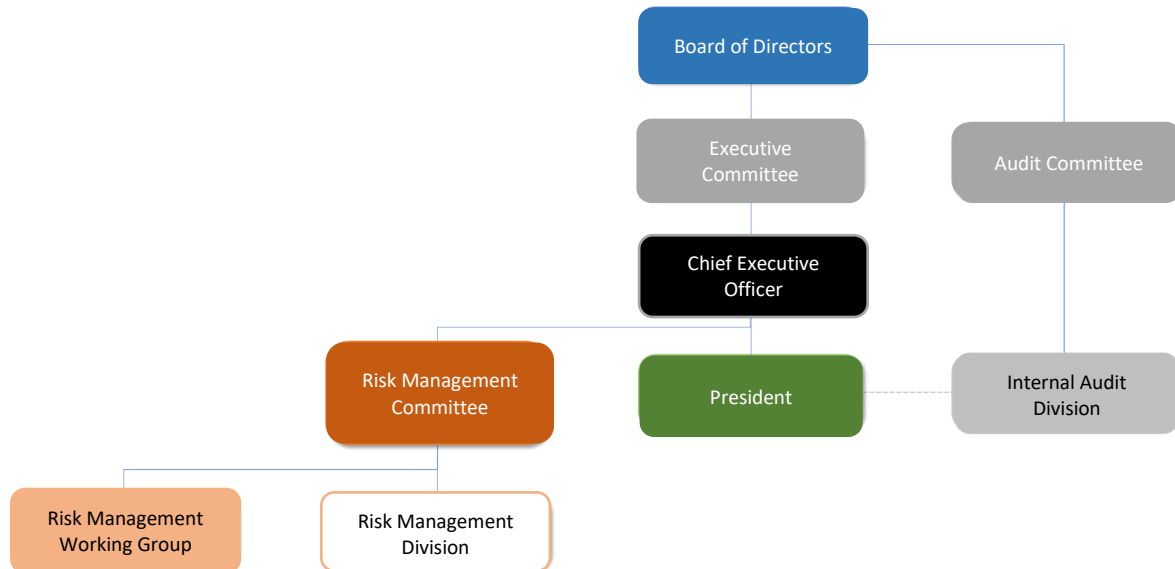 Board of Directors
Executive
Committee
Audit Committee
Chief Executive
Officer
Risk Management
Committee
President
Internal Audit
Division
Risk Management
Working Group
Risk Management
Division